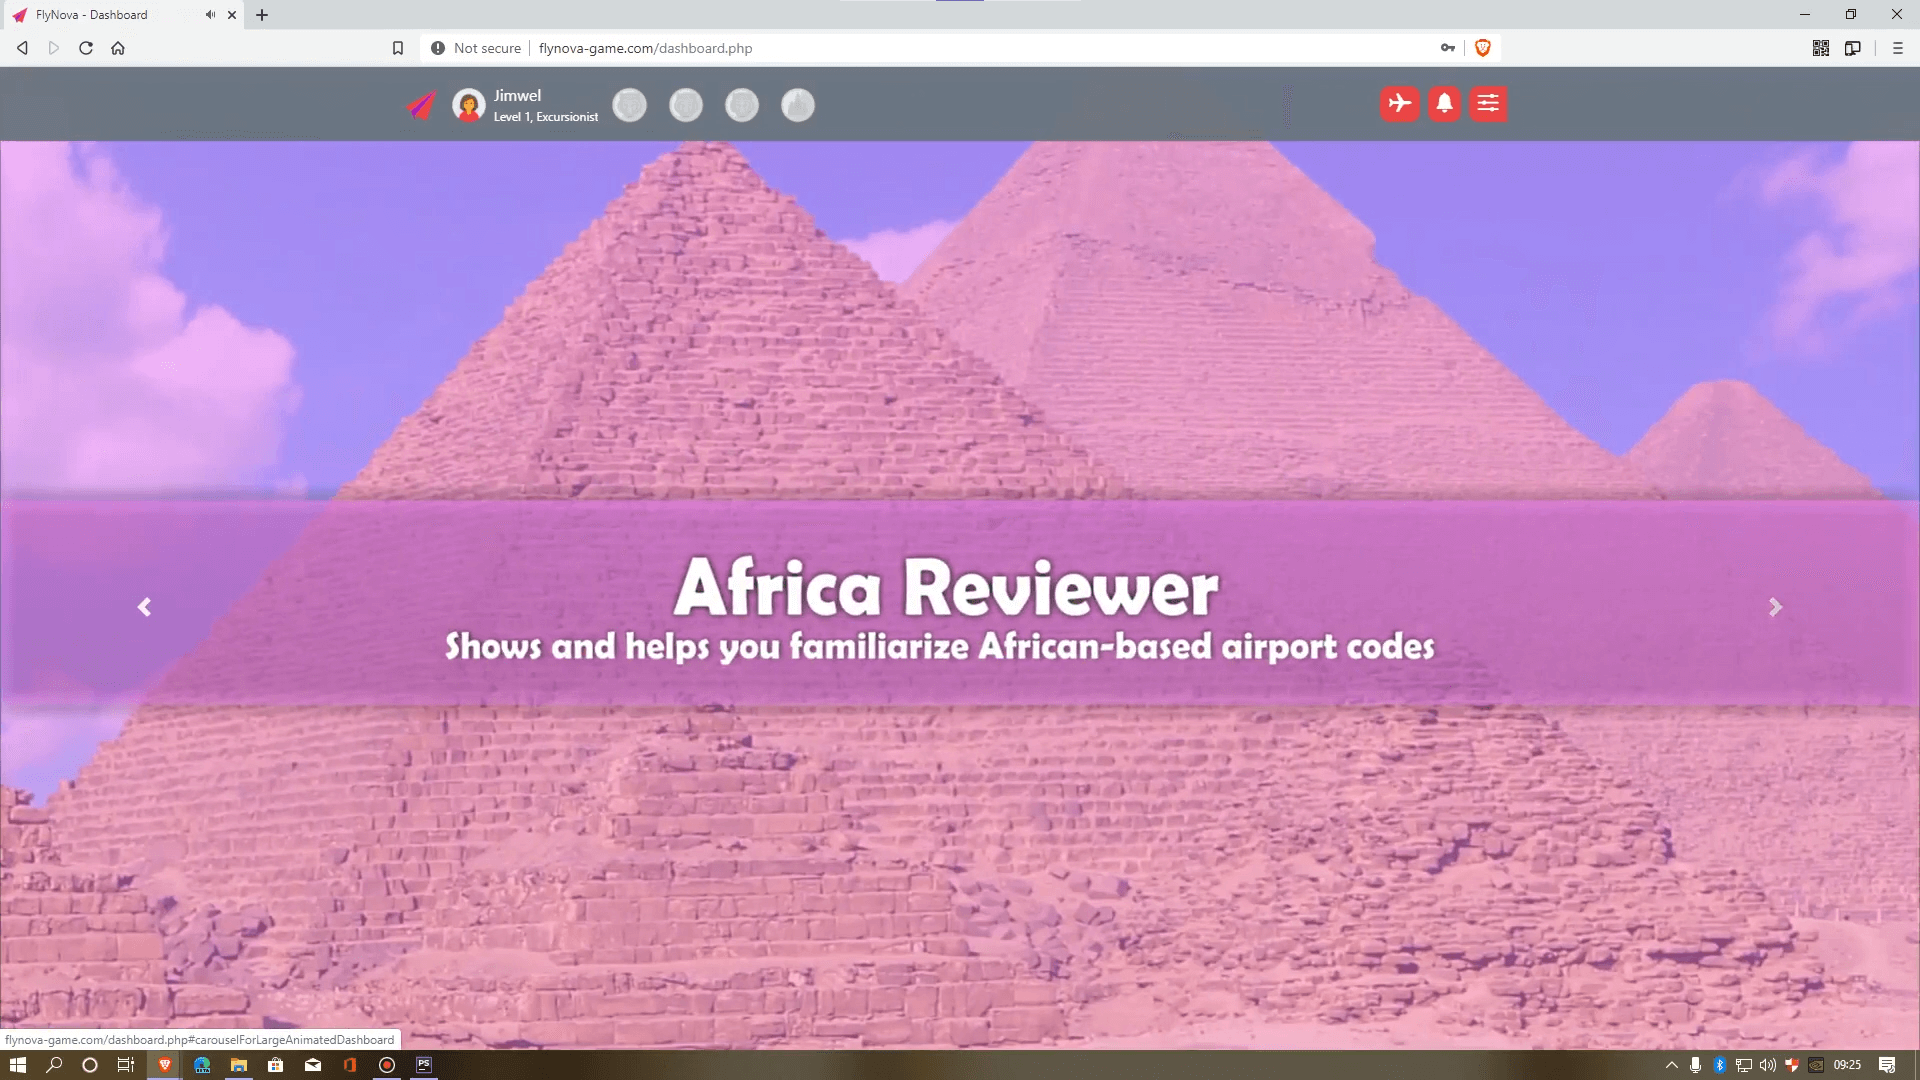 FlyNova - Dashboard
Not secure
flynova-game.com/dashboard.php
Jimwel
Level 1, Excursionist
Africa Reviewer
Shows and helps you familiarize African-based airport codes
flynova-game.com/dashboard.php#carouselForLargeAnimatedDashboard
PS
09:25